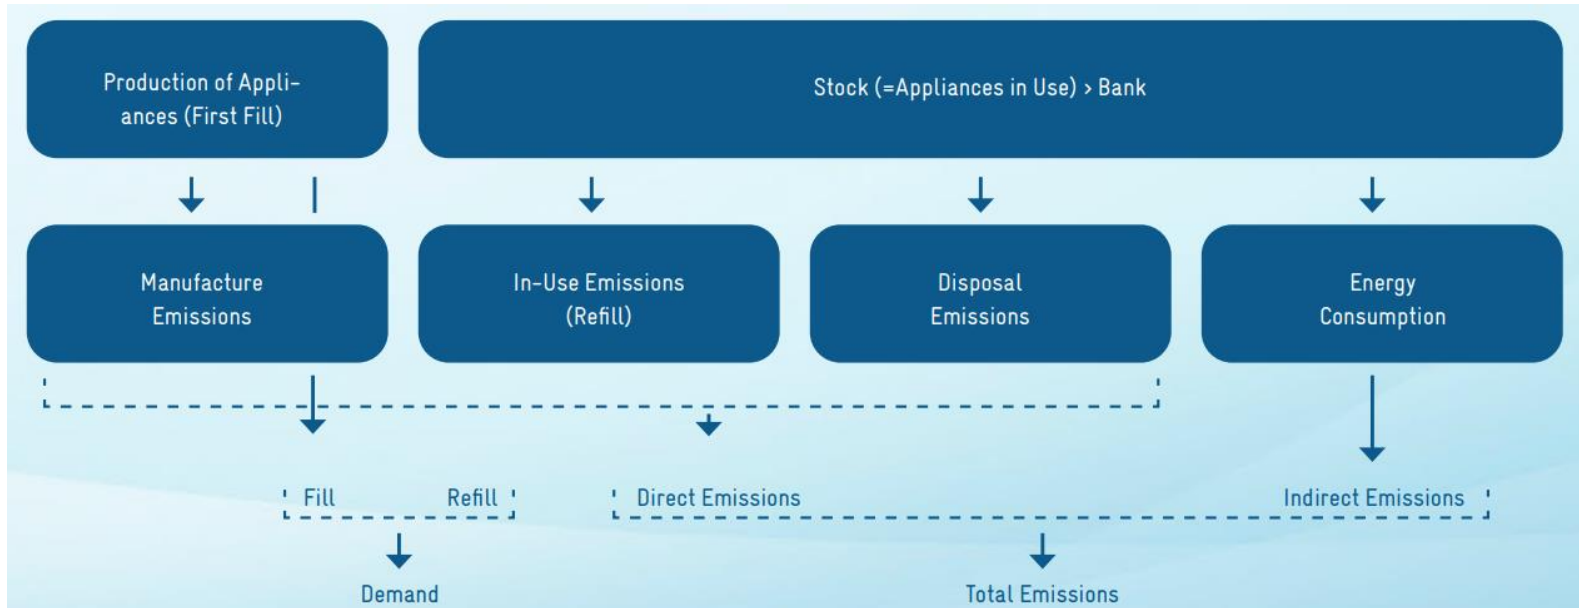 Production of Appli-
ances (First Fill)
Stock (=Appliances in Use) > Bank
Manufacture
Emissions
In-Use Emissions
(Refill)
Disposal
Emissions
Energy
Consumption
Fill
Refill
Direct Emissions
Indirect Emissions
Demand
Total Emissions